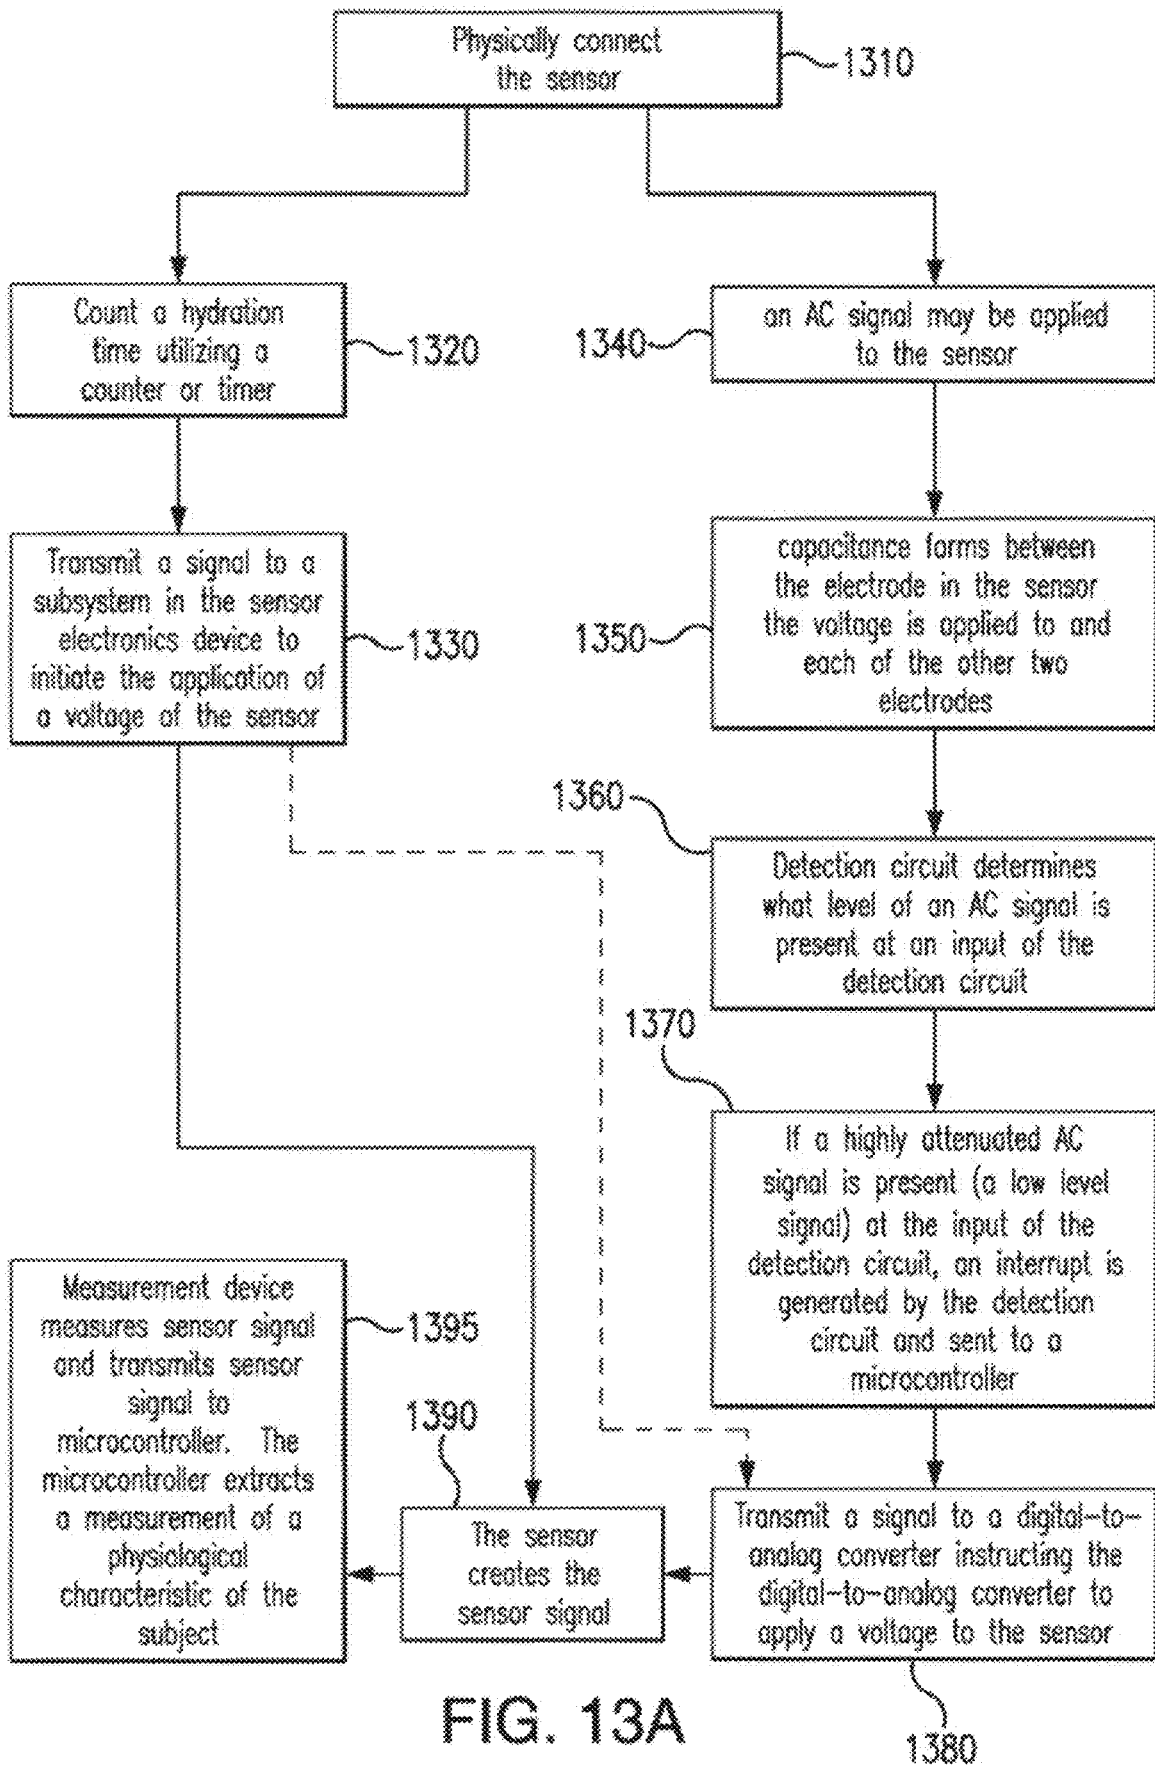 Physically connect
the sensor
1310
Count a hydration
time utilizing a
counter or timer
1320
1340
an AC signal may be applied
to the sensor
Transmit a signal to a
subsystem in the sensor
electronics device to
initiate the application of
a voltage of the sensor
1330
1350
capacitance forms between
the electrode in the sensor
the voltage is applied to and
each of the other two
electrodes
1360
Detection circuit determines
what level of an AC signal is
present at an input of the
detection circuit
1370
If a highly attenuated AC
signal is present (a low level
signal) at the input of the
detection circuit, an interrupt is
generated by the detection
circuit and sent to a
microcontroller
Measurement device
measures sensor signal
and transmits sensor
signal to
microcontroller. The
microcontroller extracts
a measurement of a
physiological
characteristic of the
subject
1395
1390
The sensor
creates the
sensor signal
Transmit a signal to a digital-to-
analog converter instructing the
digital-to-analog converter to
apply a voltage to the sensor
1380
FIG. 13A